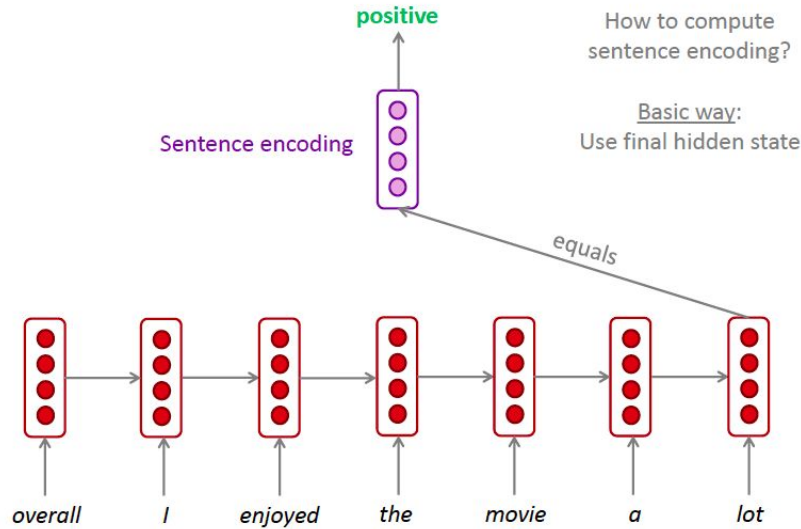 positive
How to compute
sentence encoding?
Basic way:
Use final hidden state
Sentence encoding
equals
overall I enjoyed the movie a lot